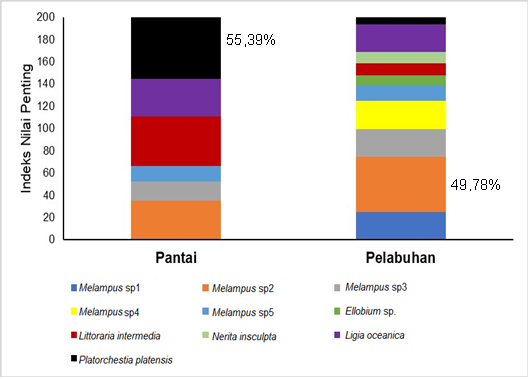 200
180
160
140
120
100
80
60
40
20
0
Indeks Nilai Penting
55,39%
49,78%
Pantai
Pelabuhan
Melampus sp1
Melampus sp2
Melampus sp3
Melampus sp4
Melampus sp5
Ellobium sp.
Littoraria intermedia
Nerita insculpta
Ligia oceanica
Platorchestia platensis